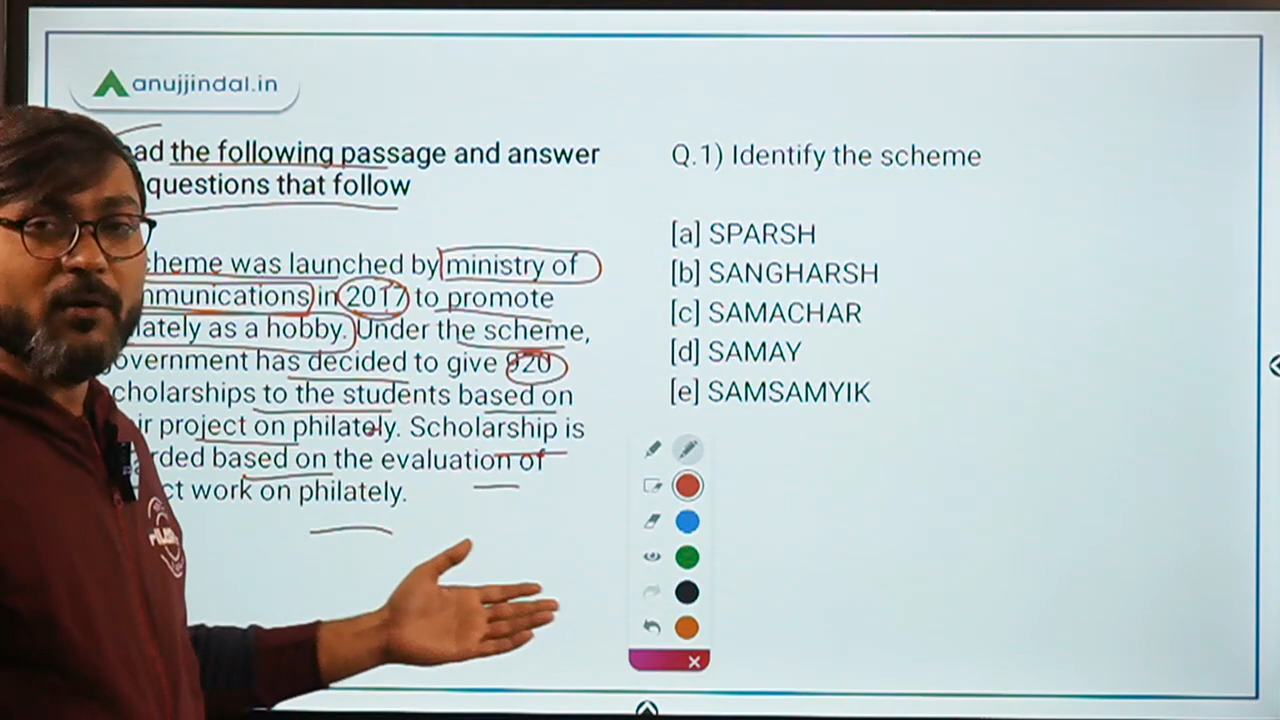 anujjindal.in
ad the following passage and answer
questions that follow
cheme was launched by ministry of
mmunications in 2017 to promote
lately as a hobby. Under the scheme,
overnment has decided to give 920
cholarships to the students based on
ir project on philately. Scholarship is
rded based on the evaluation of
ct work on philately.
Q.1) Identify the scheme
[a] SPARSH
[b] SANGHARSH
[c] SAMACHAR
[d] SAMAY
[e] SAMSAMYIK